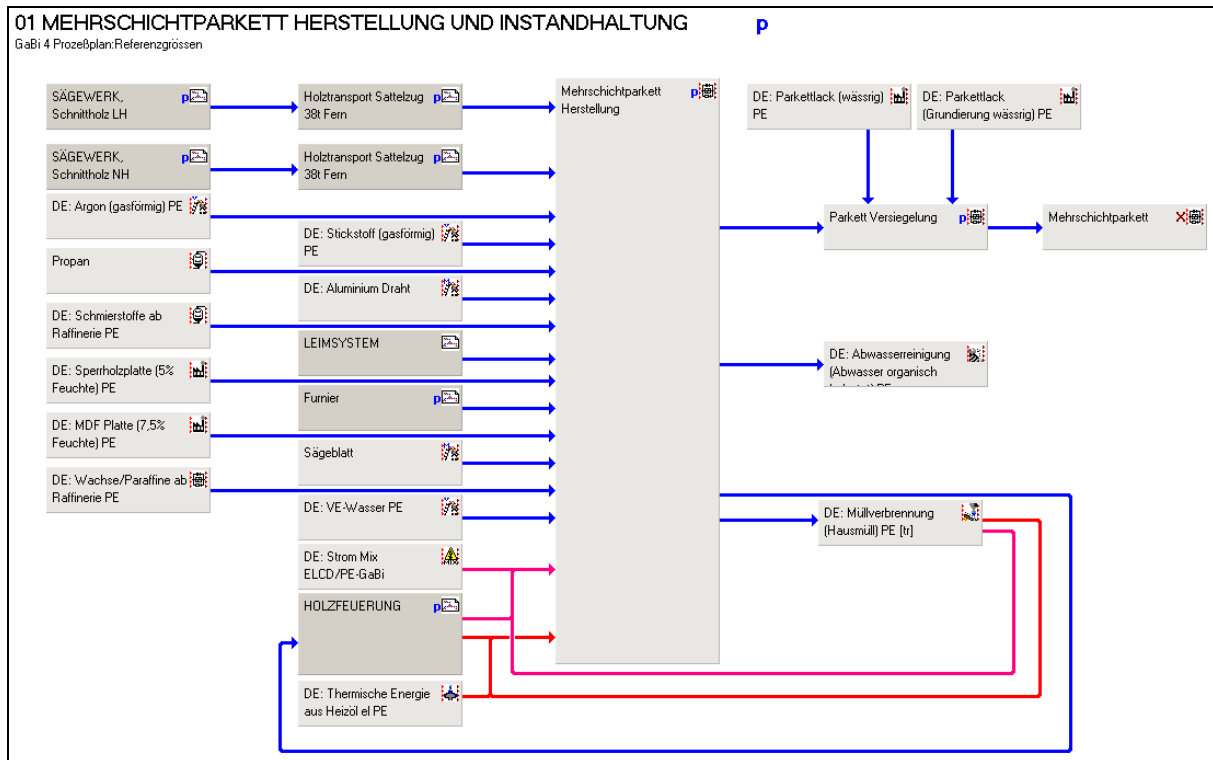 01 MEHRSCHICHTPARKETT HERSTELLUNG UND INSTANDHALTUNG p
GaBi 4 Prozeßplan:Referenzgrössen
SÄGEWERK, p
Schnittholz LH
Holztransport Sattelzug p
38t Fern
Mehrschichtparkett p
Herstellung
DE: Parkettlack (wässrig)
PE
DE: Parkettlack
(Grundierung wässrig) PE
SÄGEWERK, p
Schnittholz NH
Holztransport Sattelzug p
38t Fern
DE: Argon (gasförmig) PE
DE: Stickstoff (gasförmig)
PE
Parkett Versiegelung p
Mehrschichtparkett X
Propan
DE: Aluminium Draht
DE: Schmierstoffe ab
Raffinerie PE
LEIMSYSTEM
DE: Abwasserreinigung
(Abwasser organisch
DE: Sperrholzplatte (5%
Feuchte) PE
Furnier p
DE: MDF Platte (7,5%
Feuchte) PE
Sägeblatt
DE: Wachse/Paraffine ab
Raffinerie PE
DE: VE-Wasser PE
DE: Müllverbrennung
(Hausmüll) PE [tr]
DE: Strom Mix
ELCD/PE-GaBi
HOLZFEUERUNG p
DE: Thermische Energie
aus Heizöl el PE